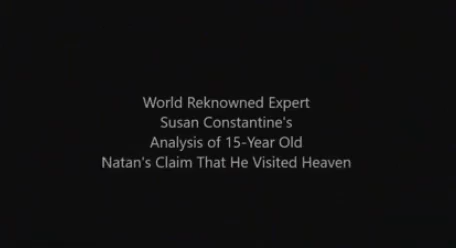 World Reknowned Expert
Susan Constantine's
Analysis of 15-Year Old
Natan's Claim That He Visited Heaven